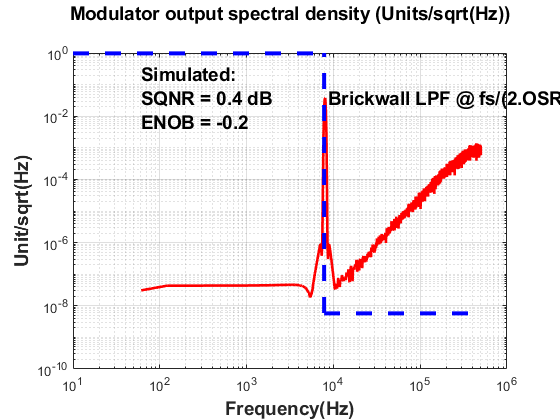 Modulator output spectral density (Units/sqrt(Hz))
Simulated:
SQNR = 0.4 dB
ENOB = -0.2
Brickwall LPF @ fs/(2.OSR
Unit/sqrt(Hz)
10^0
10^-2
10^-4
10^-6
10^-8
10^-10
10^1 10^2 10^3 10^4 10^5 10^6
Frequency(Hz)